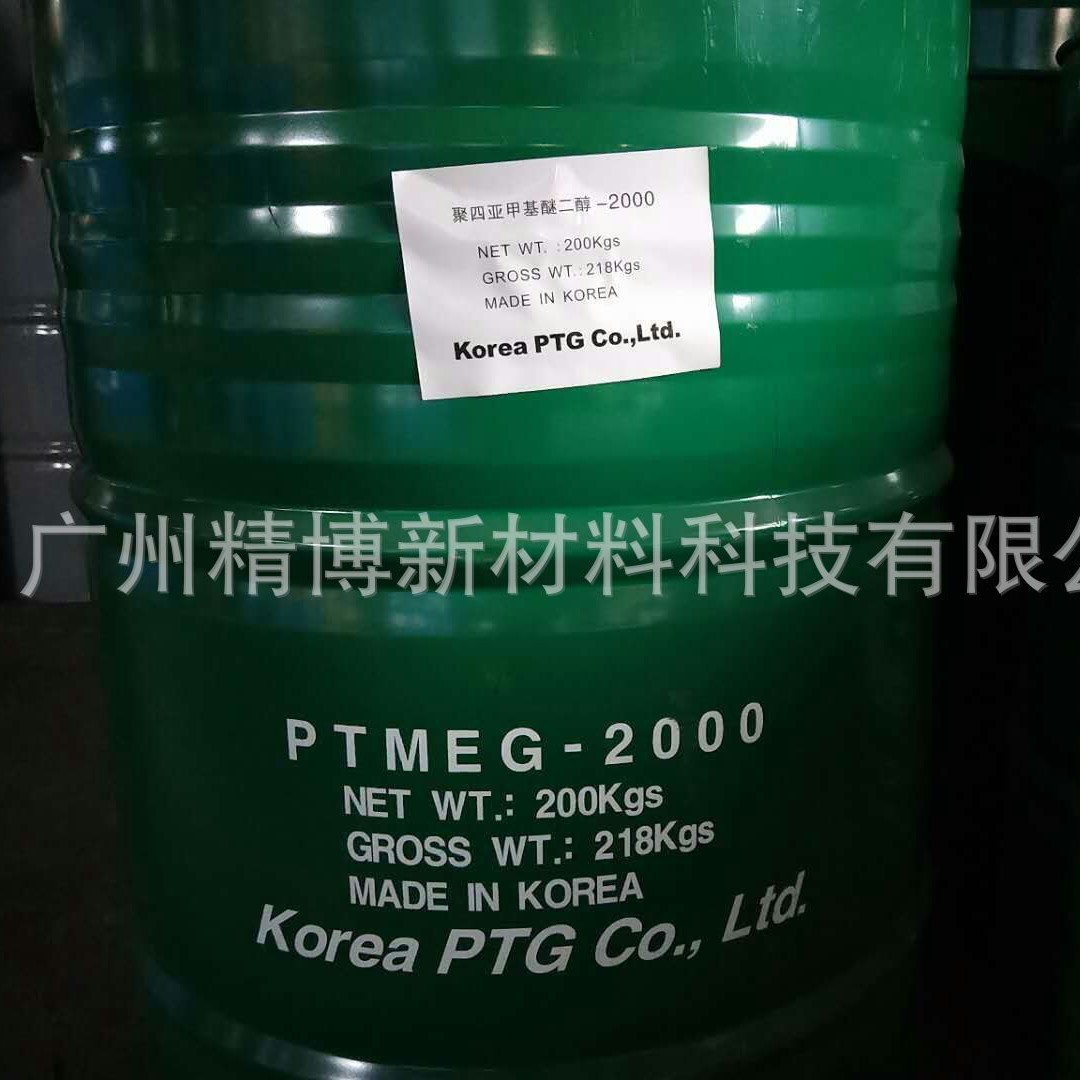 聚四亚甲基醚二醇-2000
NET WT. :200Kgs
GROSS WT.:218Kgs
MADE IN KOREA
Korea PTG Co.,Ltd.
广州精博新材料科技有限公
PTMEG-2000
NET WT.: 200Kgs
GROSS WT.: 218Kgs
MADE IN KOREA
Korea PTG Co., Ltd.